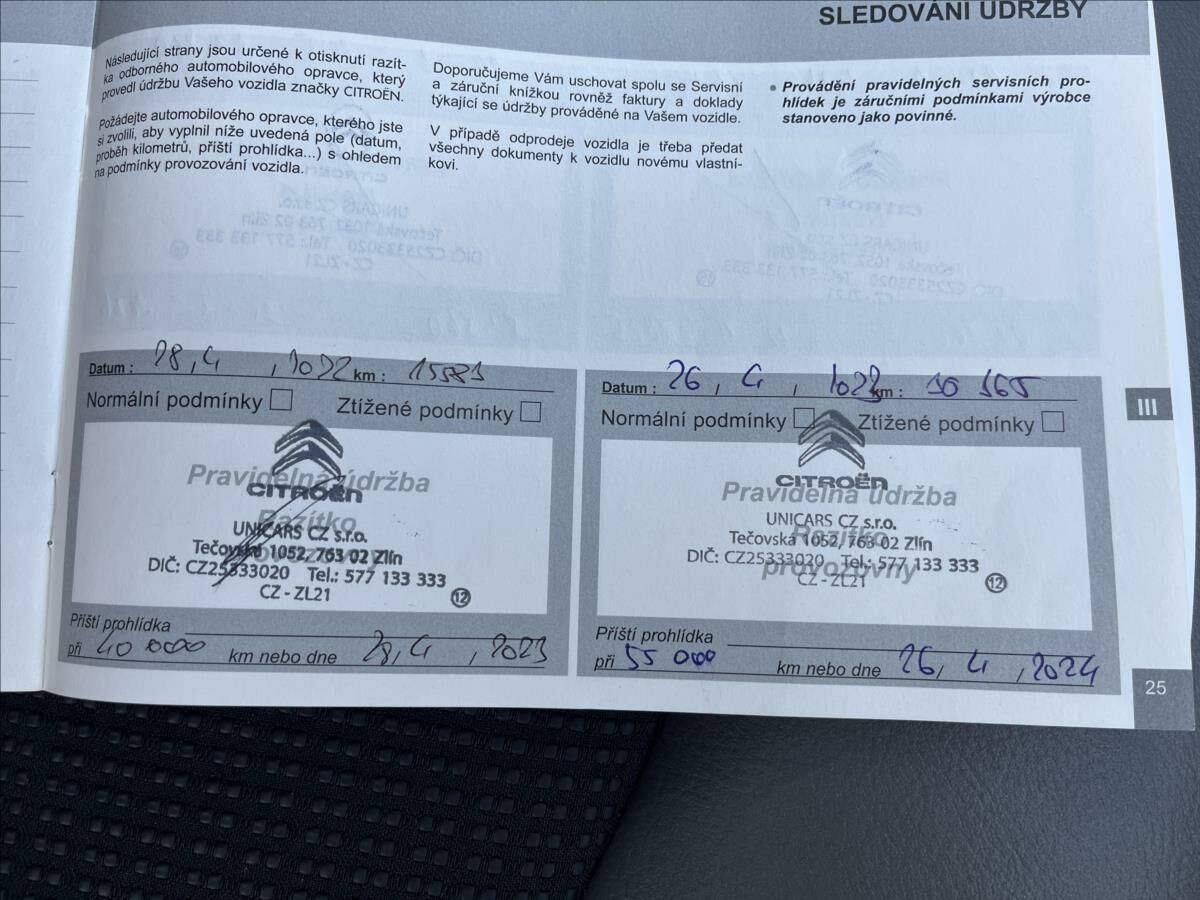 SLEDOVÁNÍ ÚDRŽBY
Následující strany jsou určené k otisknutí razít-
ka odborného automobilového opravce, který
provedl údržbu Vašeho vozidla značky CITROËN.
Požádejte automobilového opravce, kterého jste
si zvolili, aby vyplnil níže uvedená pole (datum,
proběh kilometrů, příští prohlídka...) s ohledem
na podmínky provozování vozidla.
Doporučujeme Vám uschovat spolu se Servisní
a záruční knížkou rovněž faktury a doklady
týkající se údržby prováděné na Vašem vozidle.
V případě odprodeje vozidla je třeba předat
všechny dokumenty k vozidlu novému vlastní-
kovi.
• Provádění pravidelných servisních pro-
hlídek je záručními podmínkami výrobce
stanoveno jako povinné.
Datum : 28, 4, 2022 km : 15583
Normální podmínky Ztížené podmínky
Pravidelná údržba
CITROËN
Razítko
UNICARS CZ s.r.o.
Tečovská 1052, 763 02 Zlín
provozovny
DIČ: CZ25333020 Tel.: 577 133 333
CZ - ZL21
12
Příští prohlídka
při 40 000 km nebo dne 28, 4, 2023
Datum : 26, 4, km : 30 365
Normální podmínky Ztížené podmínky
CITROËN
Pravidelná údržba
UNICARS CZ s.r.o.
Razítko
Tečovská 1052, 763 02 Zlín
DIČ: CZ25333020 Tel.: 577 133 333
provozovny
CZ - ZL21
12
Příští prohlídka
při 55 000 km nebo dne 26, 4, 2024
III
25